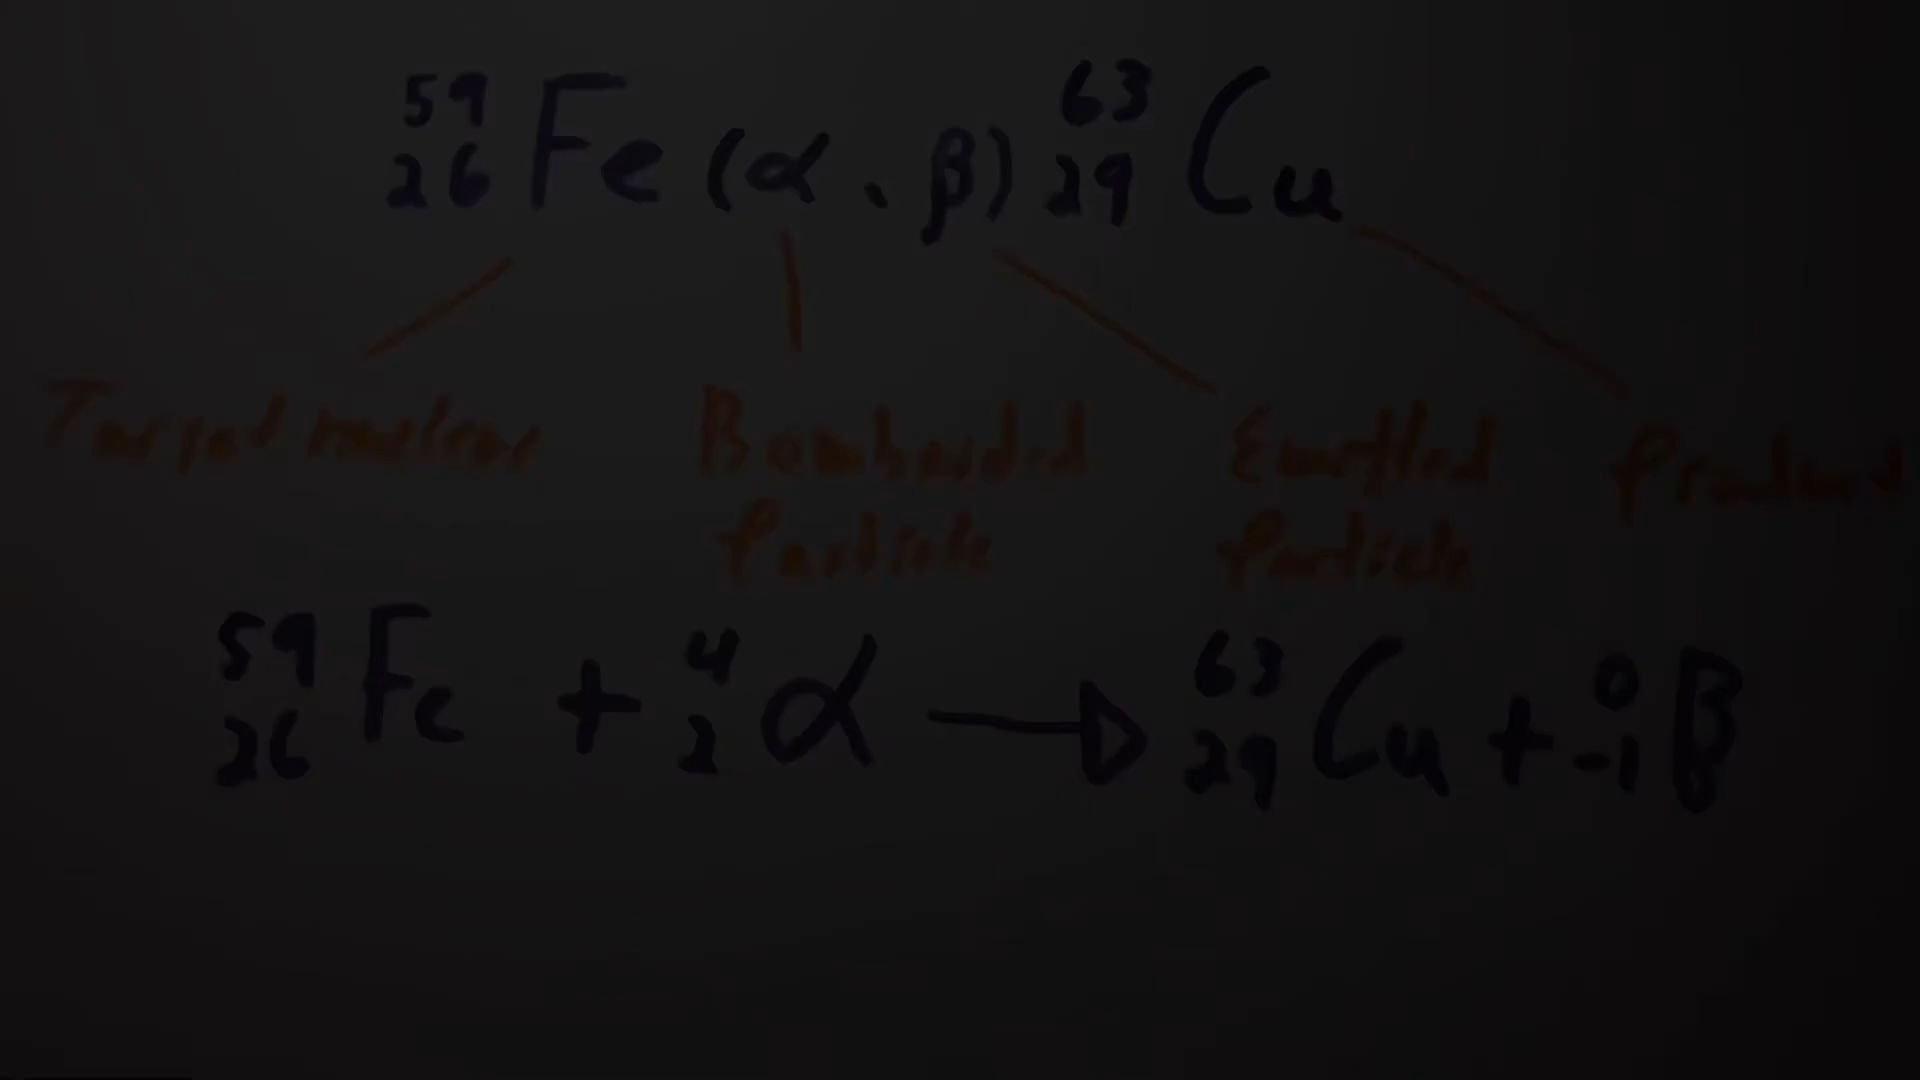 ⁵⁹₂₆Fe (α, β) ⁶³₂₉Cu
Target nucleus Bombarded Emitted Product
Particle Particle
⁵⁹₂₆Fe + ⁴₂α → ⁶³₂₉Cu + ⁰₋₁β